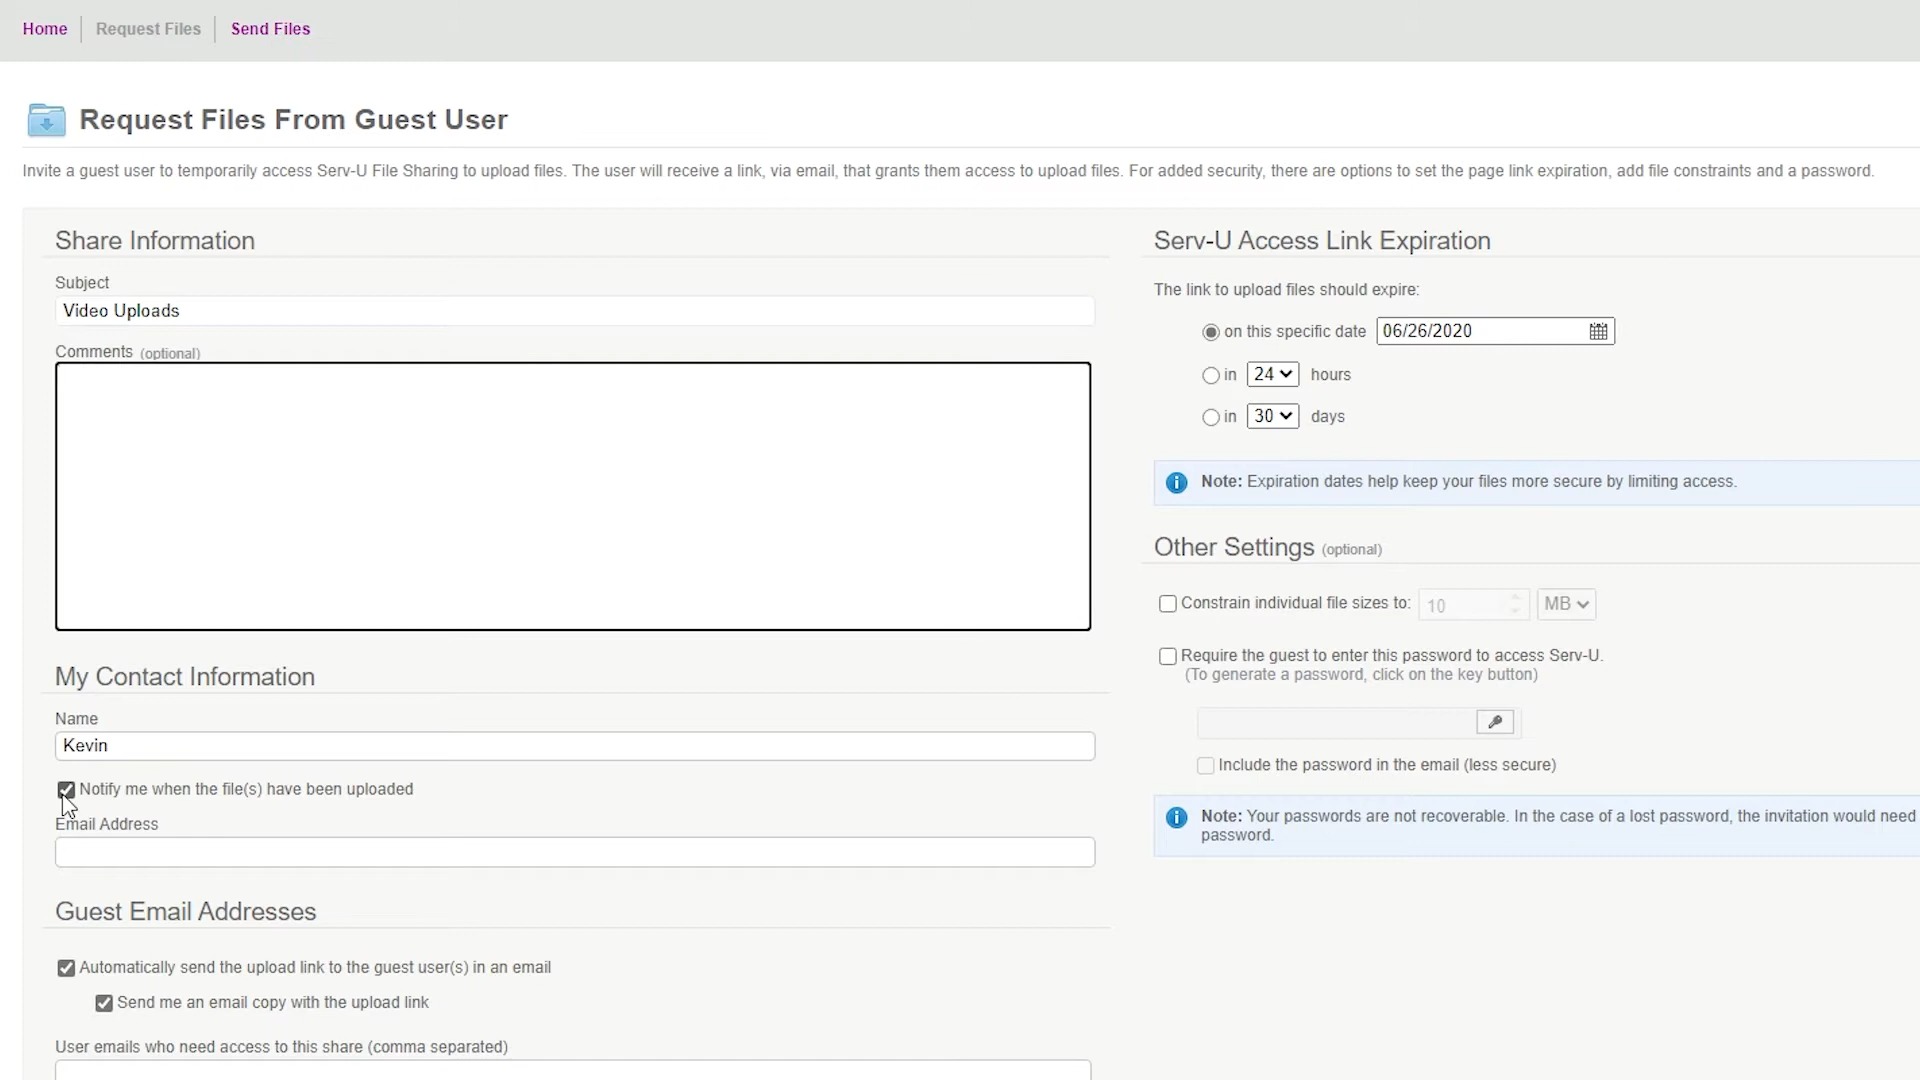 Home
Request Files
Send Files
Request Files From Guest User
Invite a guest user to temporarily access Serv-U File Sharing to upload files. The user will receive a link, via email, that grants them access to upload files. For added security, there are options to set the page link expiration, add file constraints and a password.
Share Information
Subject
Video Uploads
Comments (optional)
My Contact Information
Name
Kevin
Notify me when the file(s) have been uploaded
Email Address
Guest Email Addresses
Automatically send the upload link to the guest user(s) in an email
Send me an email copy with the upload link
User emails who need access to this share (comma separated)
Serv-U Access Link Expiration
The link to upload files should expire:
on this specific date 06/26/2020
in 24 hours
in 30 days
Note: Expiration dates help keep your files more secure by limiting access.
Other Settings (optional)
Constrain individual file sizes to: 10 MB
Require the guest to enter this password to access Serv-U.
(To generate a password, click on the key button)
Include the password in the email (less secure)
Note: Your passwords are not recoverable. In the case of a lost password, the invitation would need
password.